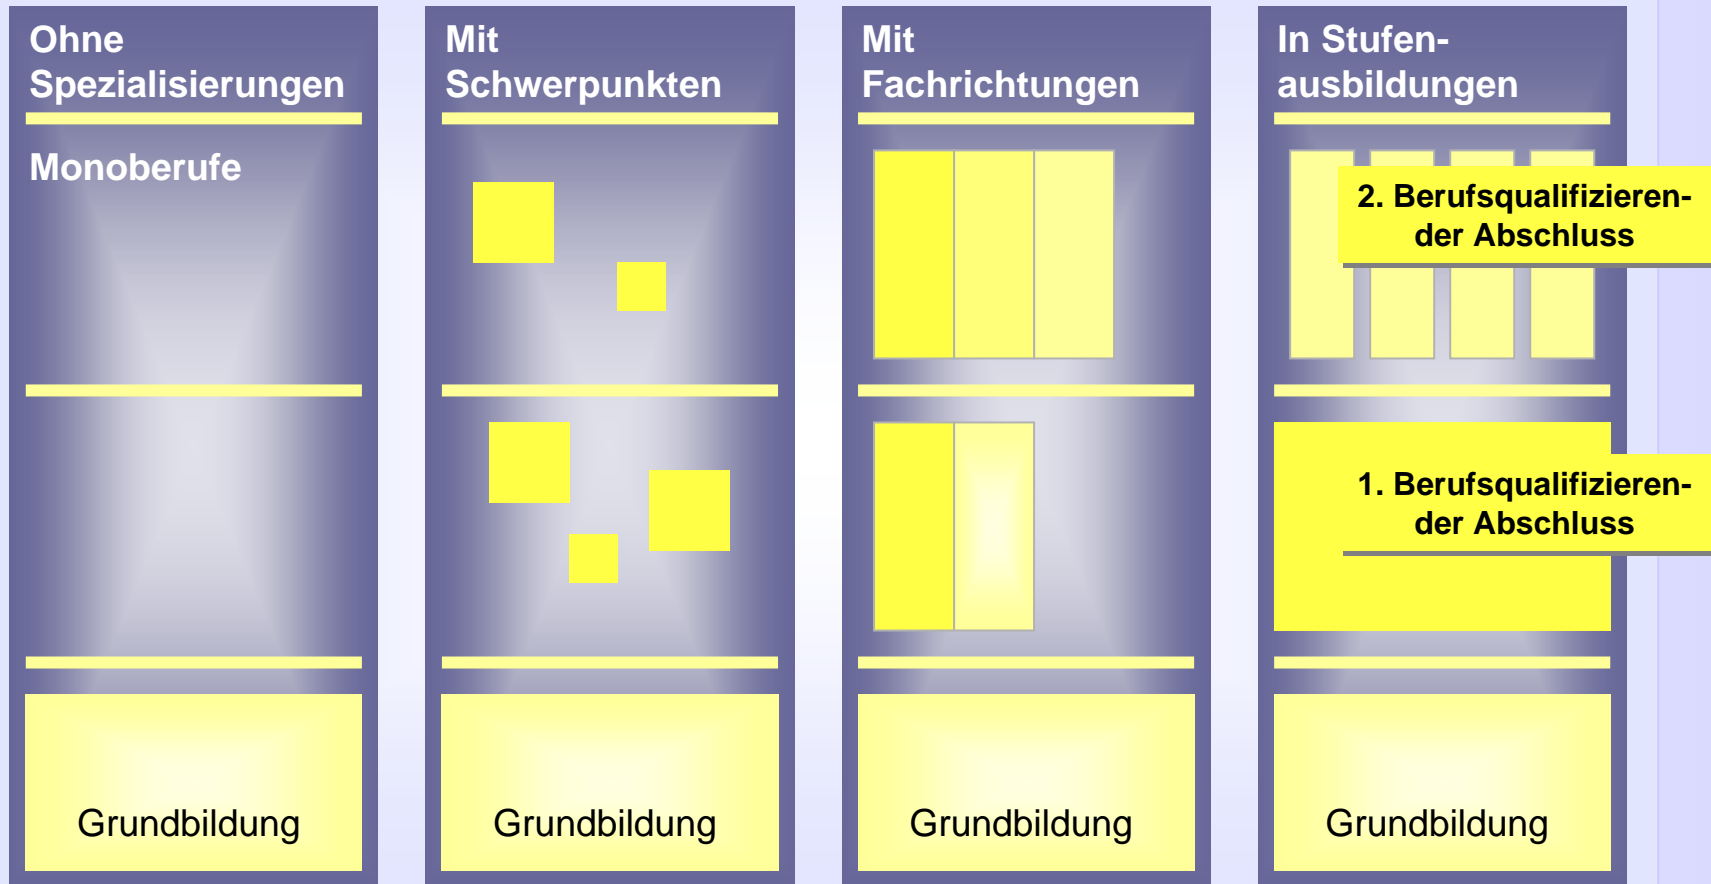 Ohne
Spezialisierungen
Monoberufe
Grundbildung
Mit
Schwerpunkten
Grundbildung
Mit
Fachrichtungen
Grundbildung
In Stufen-
ausbildungen
2. Berufsqualifizieren-
der Abschluss
1. Berufsqualifizieren-
der Abschluss
Grundbildung